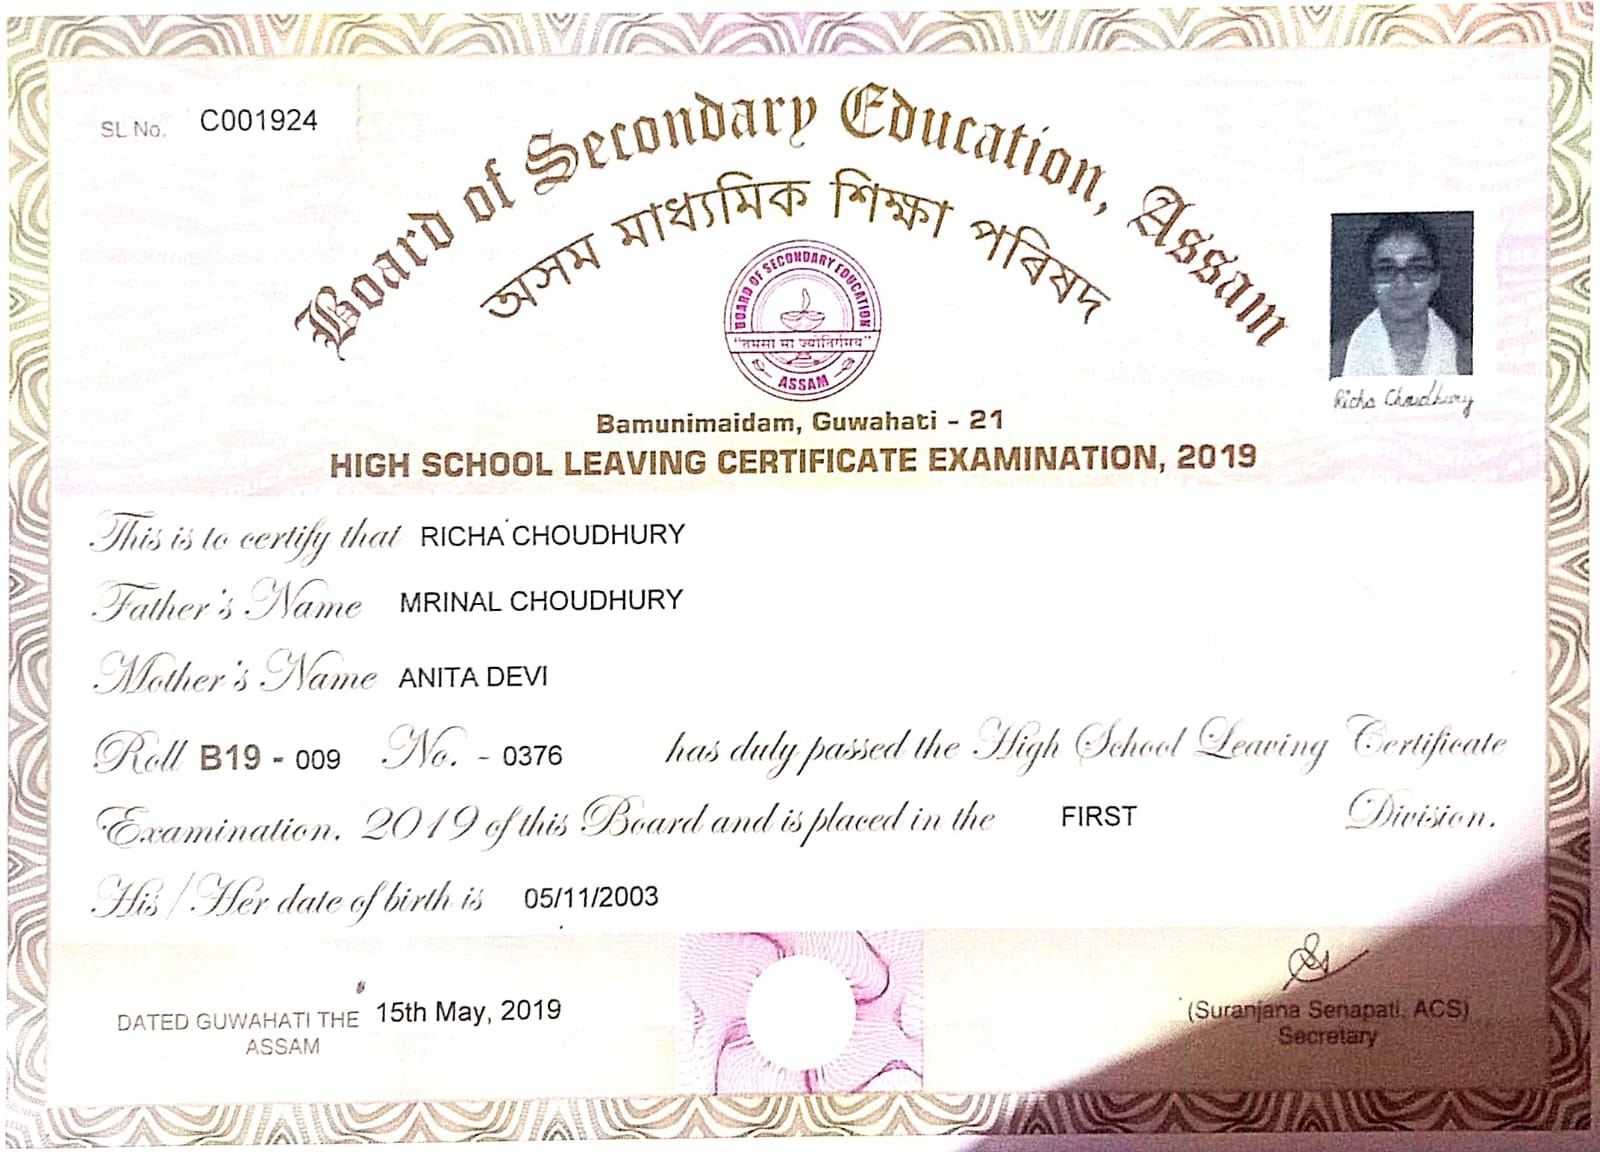 SL No. C001924
Board of Secondary Education, Assam
অসম মাধ্যমিক শিক্ষা পৰিষদ
BOARD OF SECONDARY EDUCATION
"तमसो मा ज्योतिर्गमय"
ASSAM
Richa Choudhury
Bamunimaidam, Guwahati - 21
HIGH SCHOOL LEAVING CERTIFICATE EXAMINATION, 2019
This is to certify that RICHA CHOUDHURY
Father's Name MRINAL CHOUDHURY
Mother's Name ANITA DEVI
Roll B19 - 009 No. - 0376 has duly passed the High School Leaving Certificate
Examination, 2019 of this Board and is placed in the FIRST Division.
His / Her date of birth is 05/11/2003
DATED GUWAHATI THE 15th May, 2019
ASSAM
(Suranjana Senapati, ACS)
Secretary